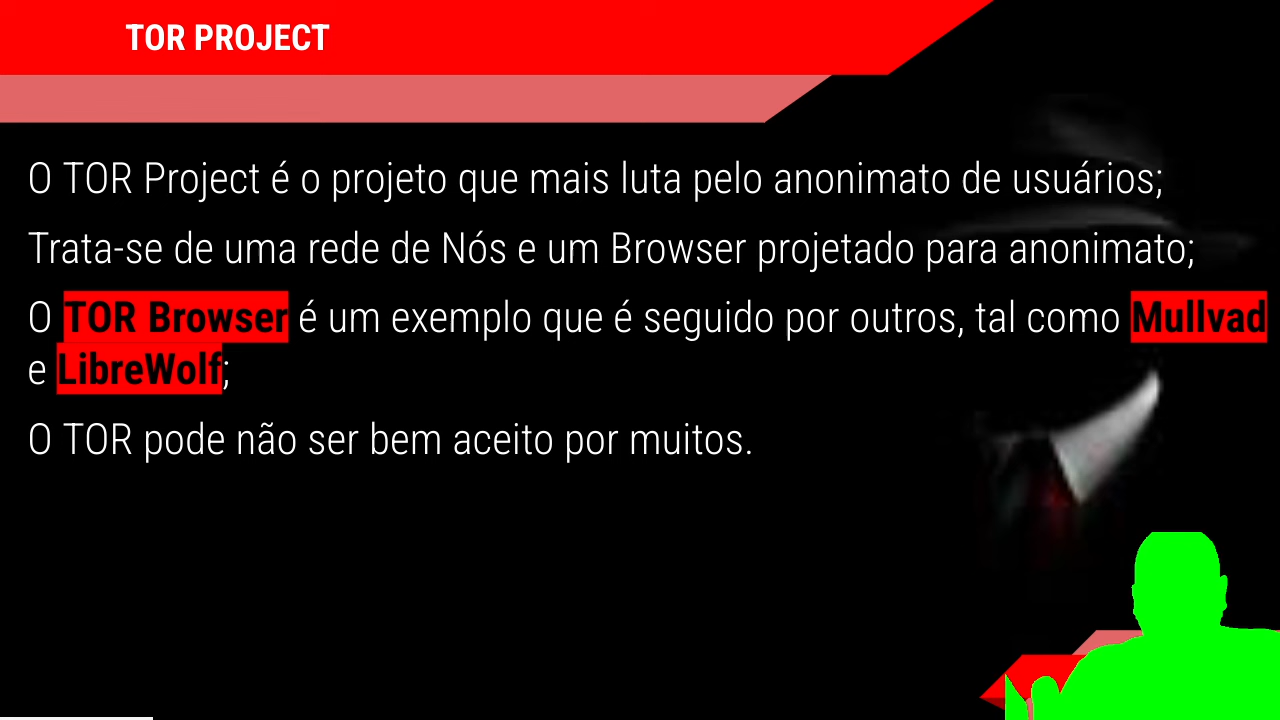 TOR PROJECT
O TOR Project é o projeto que mais luta pelo anonimato de usuários;
Trata-se de uma rede de Nós e um Browser projetado para anonimato;
O TOR Browser é um exemplo que é seguido por outros, tal como Mullvad
e LibreWolf;
O TOR pode não ser bem aceito por muitos.